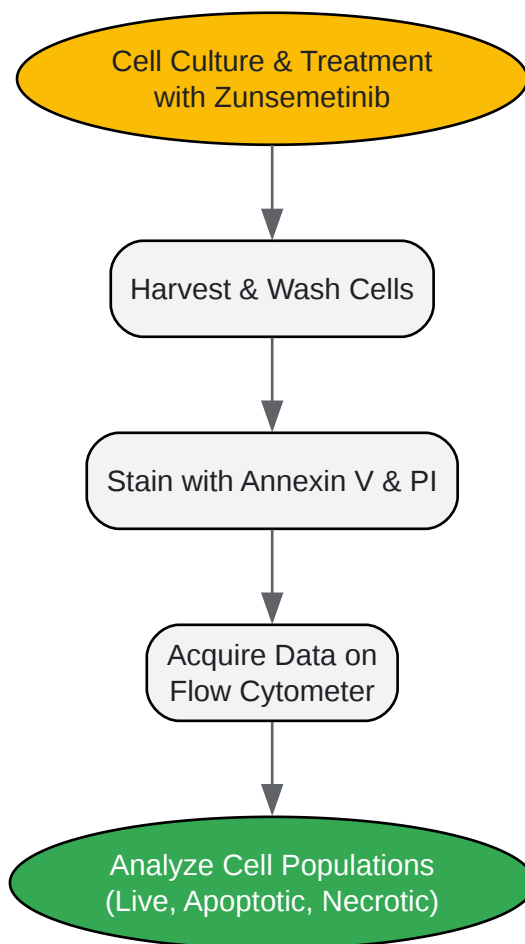 Cell Culture & Treatment
with Zunsemetinib
Harvest & Wash Cells
Stain with Annexin V & PI
Acquire Data on
Flow Cytometer
Analyze Cell Populations
(Live, Apoptotic, Necrotic)